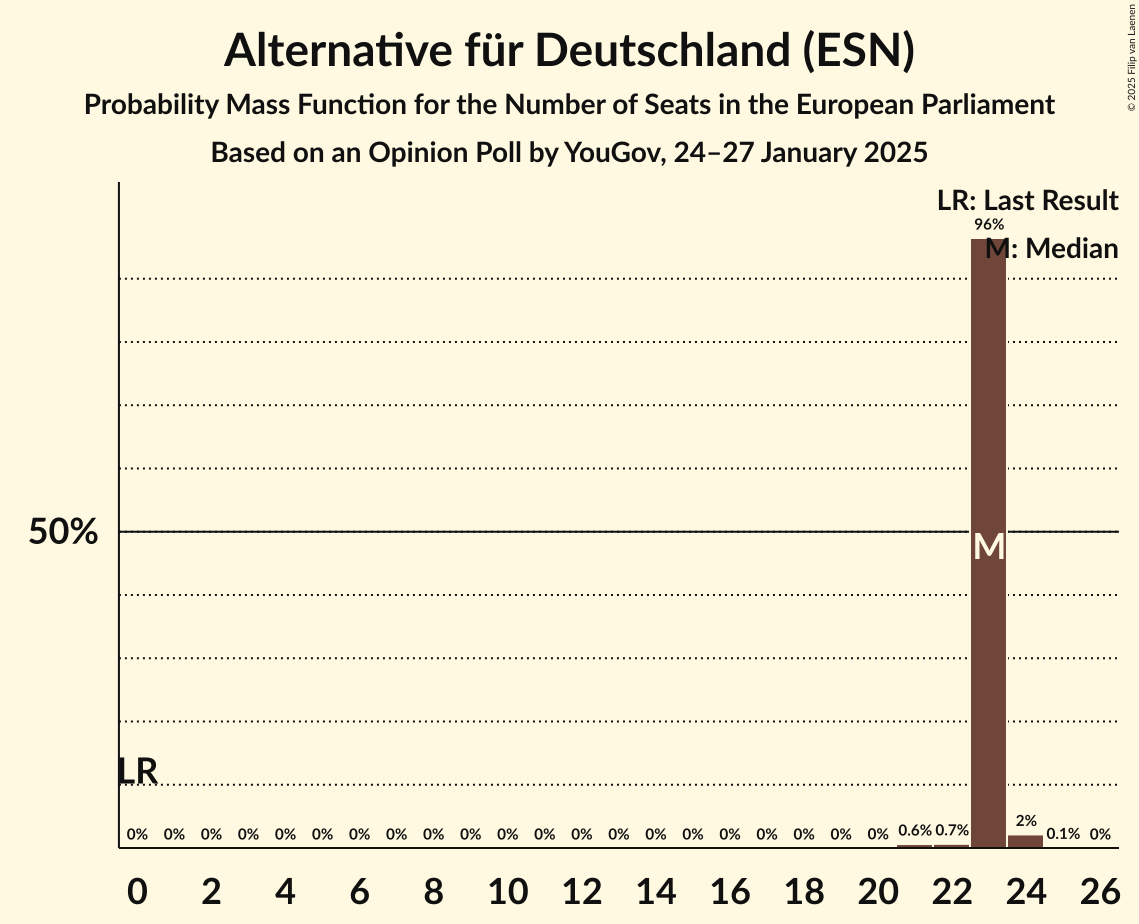 Alternative für Deutschland (ESN)
Probability Mass Function for the Number of Seats in the European Parliament
Based on an Opinion Poll by YouGov, 24–27 January 2025
© 2025 Filip van Laenen
LR: Last Result
96%
M: Median
50%
M
LR
0% 0% 0% 0% 0% 0% 0% 0% 0% 0% 0% 0% 0% 0% 0% 0% 0% 0% 0% 0% 0% 0.6% 0.7% 2% 0.1% 0%
0 2 4 6 8 10 12 14 16 18 20 22 24 26